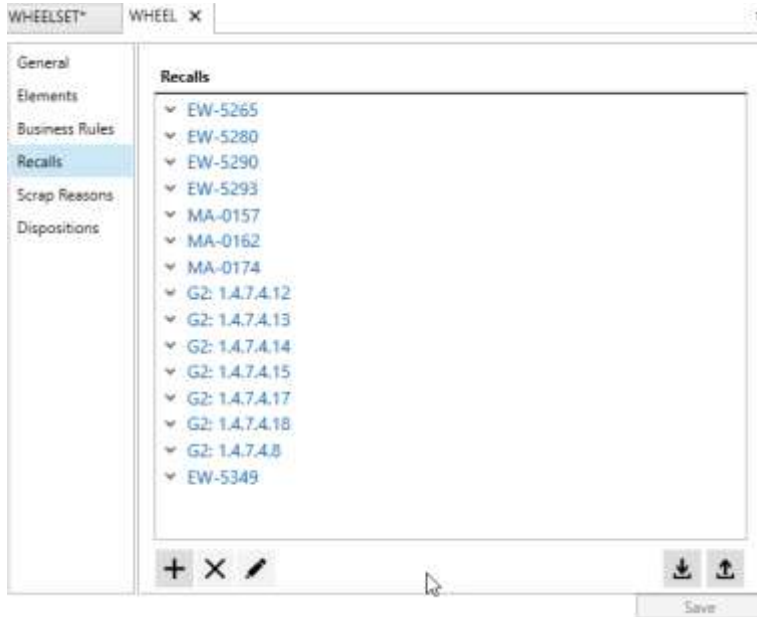 WHEELSET* WHEEL
General
Elements
Business Rules
Recalls
Scrap Reasons
Dispositions
Recalls
EW-5265
EW-5280
EW-5290
EW-5293
MA-0157
MA-0162
MA-0174
G2: 1.4.7.4.12
G2: 1.4.7.4.13
G2: 1.4.7.4.14
G2: 1.4.7.4.15
G2: 1.4.7.4.17
G2: 1.4.7.4.18
G2: 1.4.7.4.8
EW-5349
Save